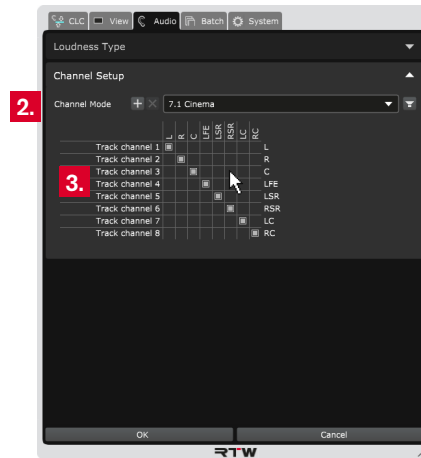 CLC View Audio Batch System
Loudness Type
Channel Setup
2.
Channel Mode 7.1 Cinema
L R C LFE LSR RSR LC RC
Track channel 1 L
Track channel 2 R
Track channel 3 C
3.
Track channel 4 LFE
Track channel 5 LSR
Track channel 6 RSR
Track channel 7 LC
Track channel 8 RC
OK Cancel
RTW